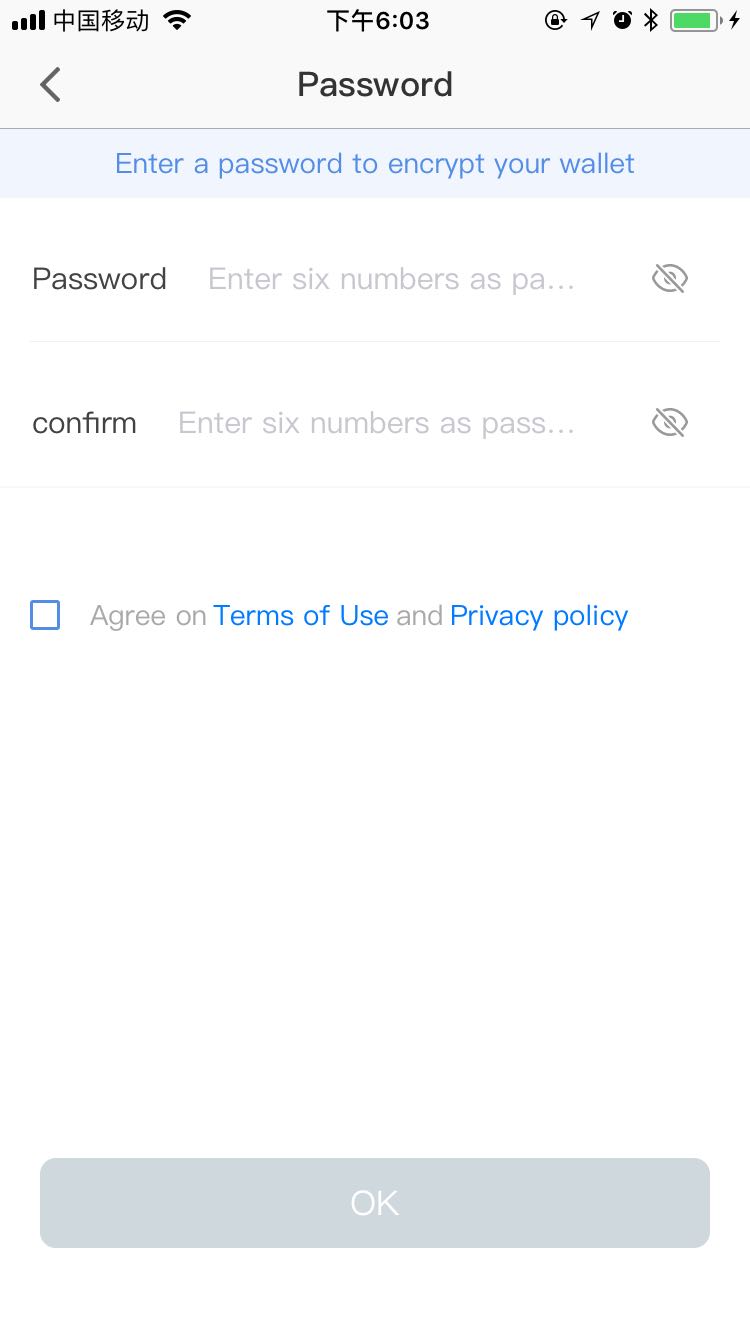 中国移动 下午6:03
Password
Enter a password to encrypt your wallet
Password Enter six numbers as pa...
confirm Enter six numbers as pass...
Agree on Terms of Use and Privacy policy
OK